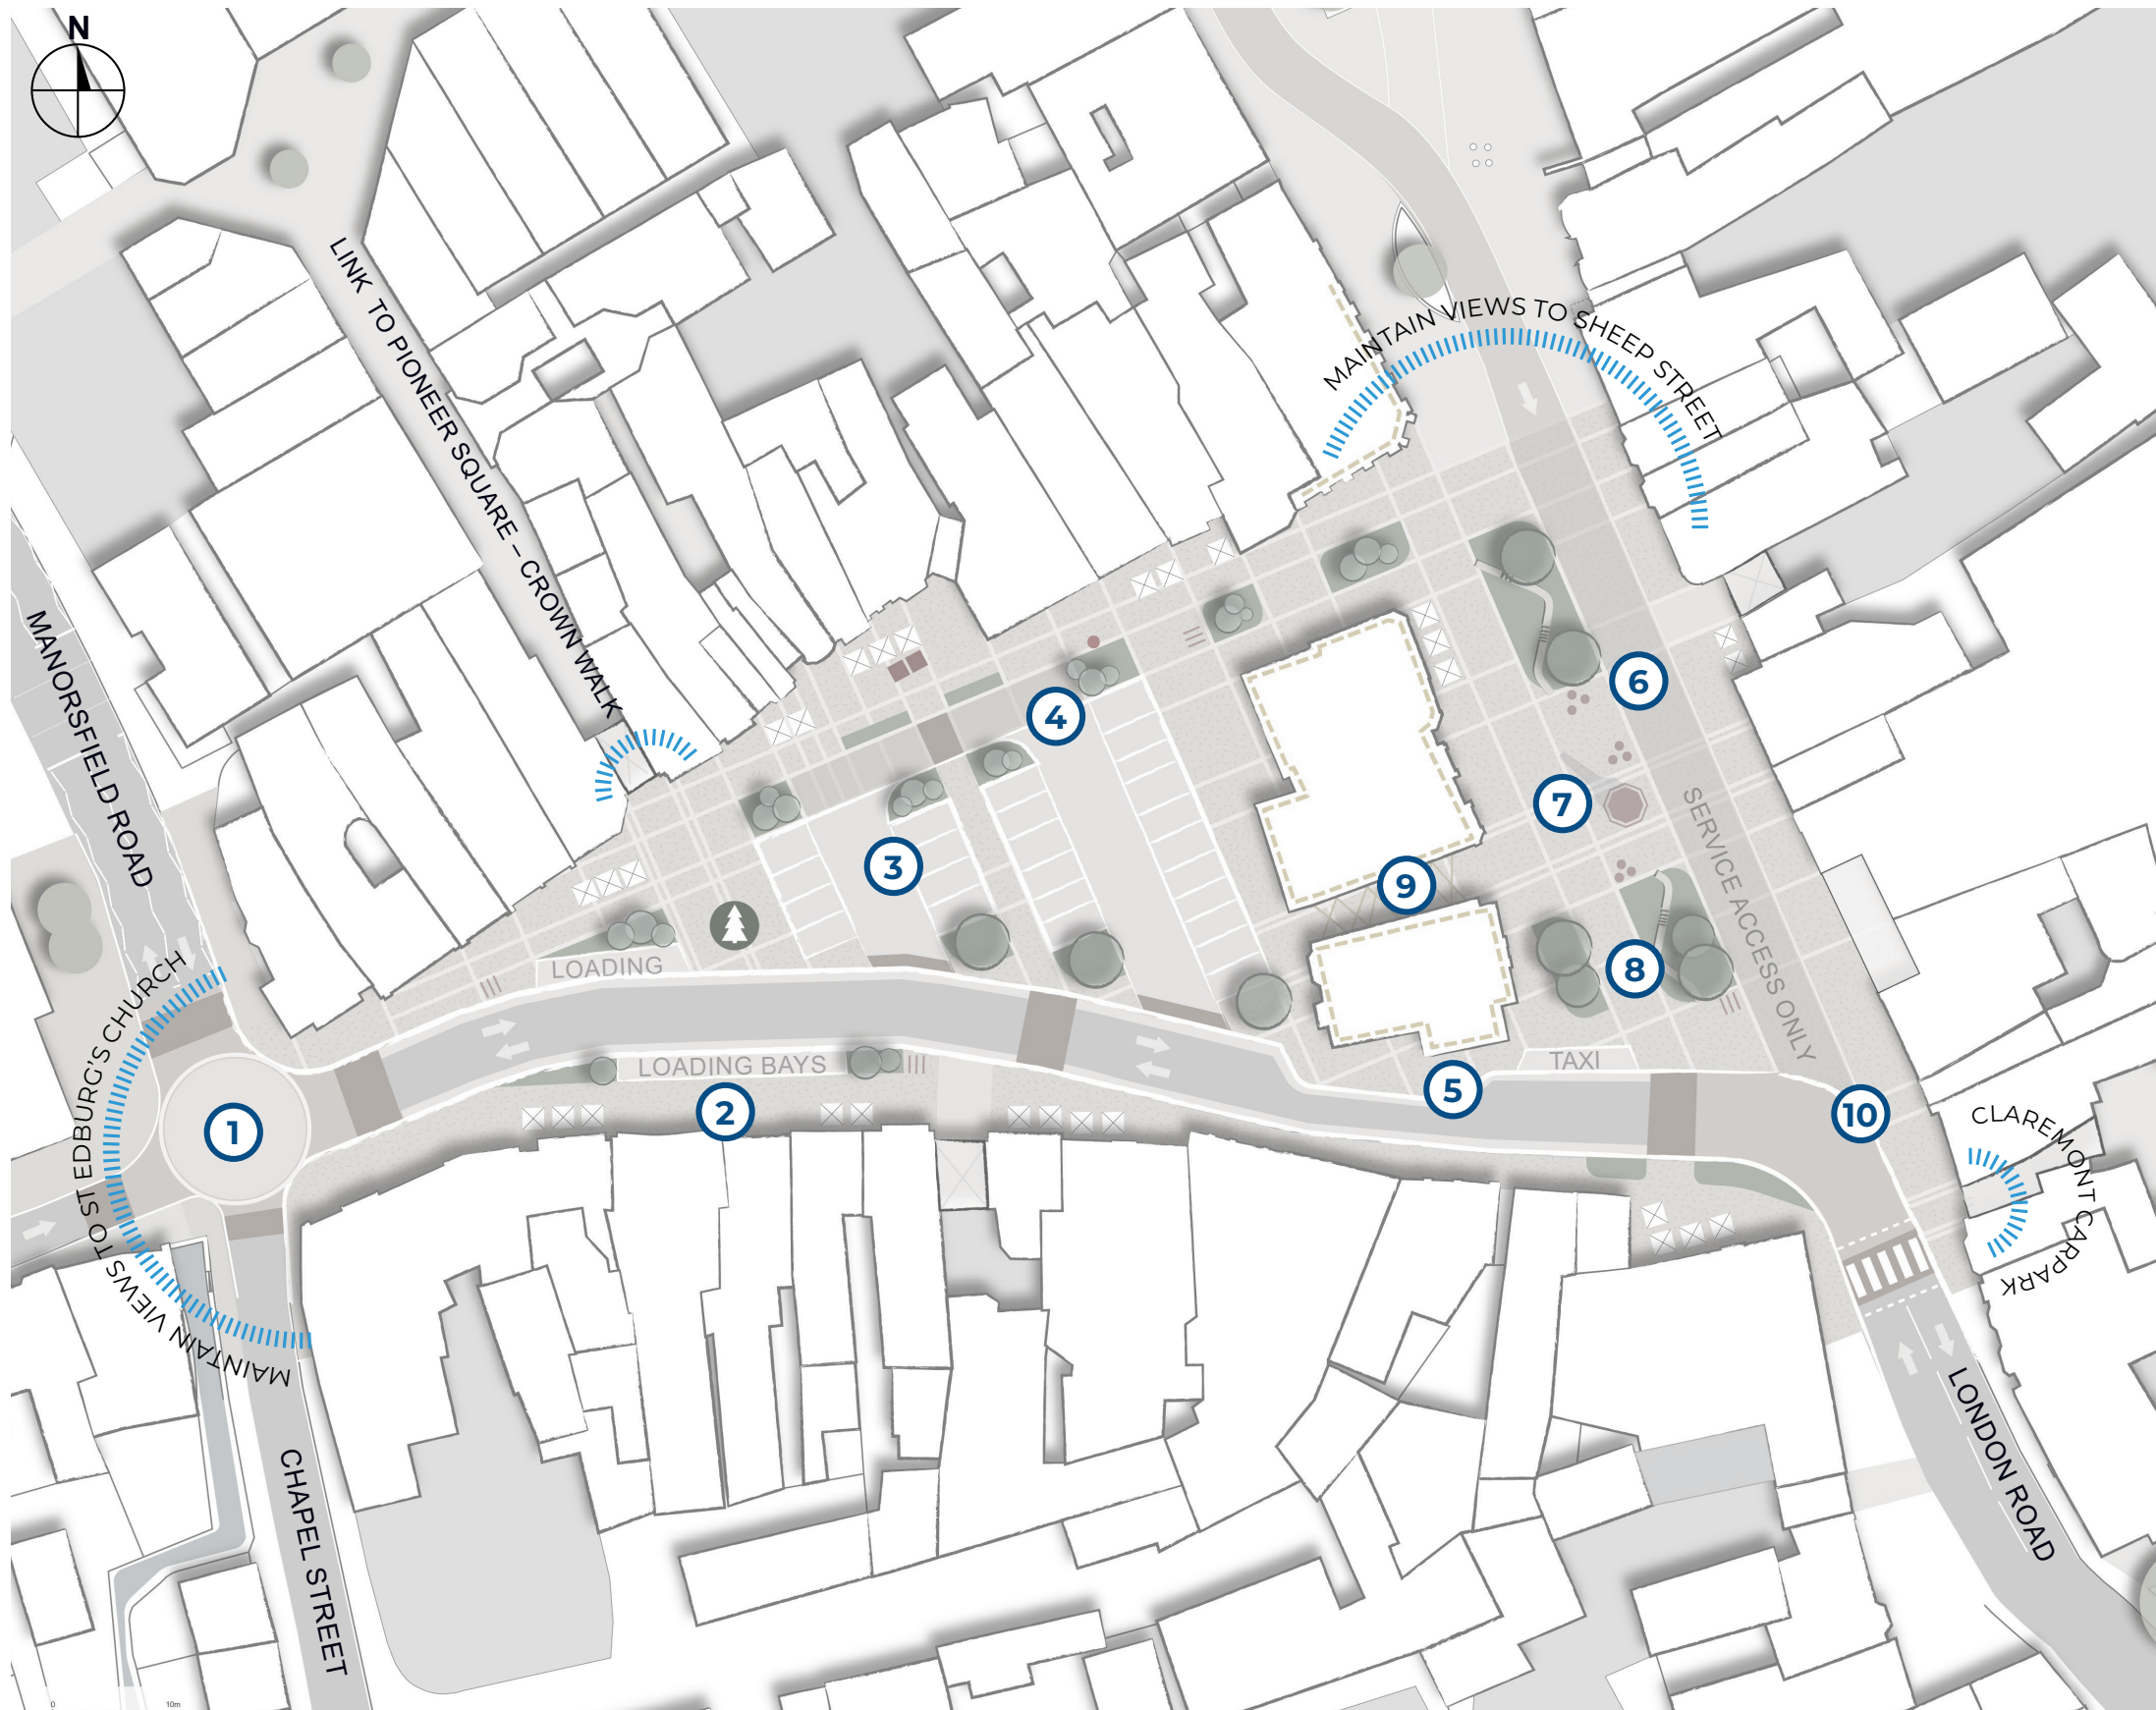 N
LINK TO PIONEER SQUARE – CROWN WALK
MAINTAIN VIEWS TO SHEEP STREET
MANORSFIELD ROAD
4
6
3
7
9
SERVICE ACCESS ONLY
8
LOADING
MAINTAIN VIEWS TO ST EDBURG'S CHURCH
LOADING BAYS
TAXI
5
1
2
10
CLAREMONT CARPARK
LONDON ROAD
CHAPEL STREET
0 10m